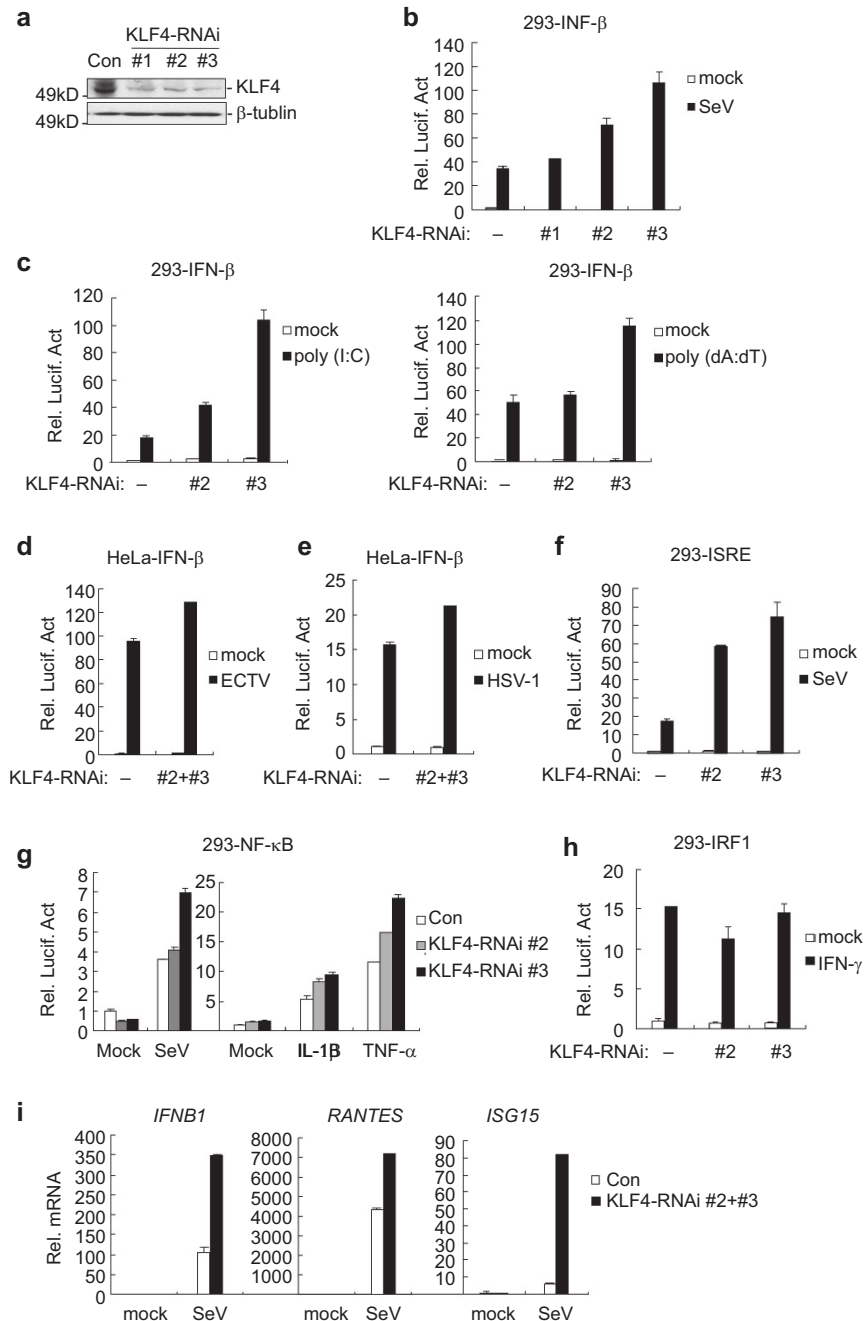 a
KLF4-RNAi
Con #1 #2 #3
49kD
KLF4
49kD
β-tublin
b
293-INF-β
Rel. Lucif. Act
140
120
100
80
60
40
20
0
mock
SeV
KLF4-RNAi: – #1 #2 #3
c
293-IFN-β
Rel. Lucif. Act
120
100
80
60
40
20
0
mock
poly (I:C)
KLF4-RNAi: – #2 #3
293-IFN-β
Rel. Lucif. Act
140
120
100
80
60
40
20
0
mock
poly (dA:dT)
KLF4-RNAi: – #2 #3
d
HeLa-IFN-β
Rel. Lucif. Act
140
120
100
80
60
40
20
0
mock
ECTV
KLF4-RNAi: – #2+#3
e
HeLa-IFN-β
Rel. Lucif. Act
25
20
15
10
5
0
mock
HSV-1
KLF4-RNAi: – #2+#3
f
293-ISRE
Rel. Lucif. Act
90
80
70
60
50
40
30
20
10
0
mock
SeV
KLF4-RNAi: – #2 #3
g
293-NF-κB
Rel. Lucif. Act
8
7
6
5
4
3
2
1
0
Mock SeV
25
20
15
10
5
Mock IL-1β TNF-α
Con
KLF4-RNAi #2
KLF4-RNAi #3
h
293-IRF1
Rel. Lucif. Act
20
15
10
5
0
mock
IFN-γ
KLF4-RNAi: – #2 #3
i
IFNB1
Rel. mRNA
400
350
300
250
200
150
100
50
0
mock SeV
RANTES
8000
7000
6000
5000
4000
3000
2000
1000
0
mock SeV
ISG15
90
80
70
60
50
40
30
20
10
mock SeV
Con
KLF4-RNAi #2+#3